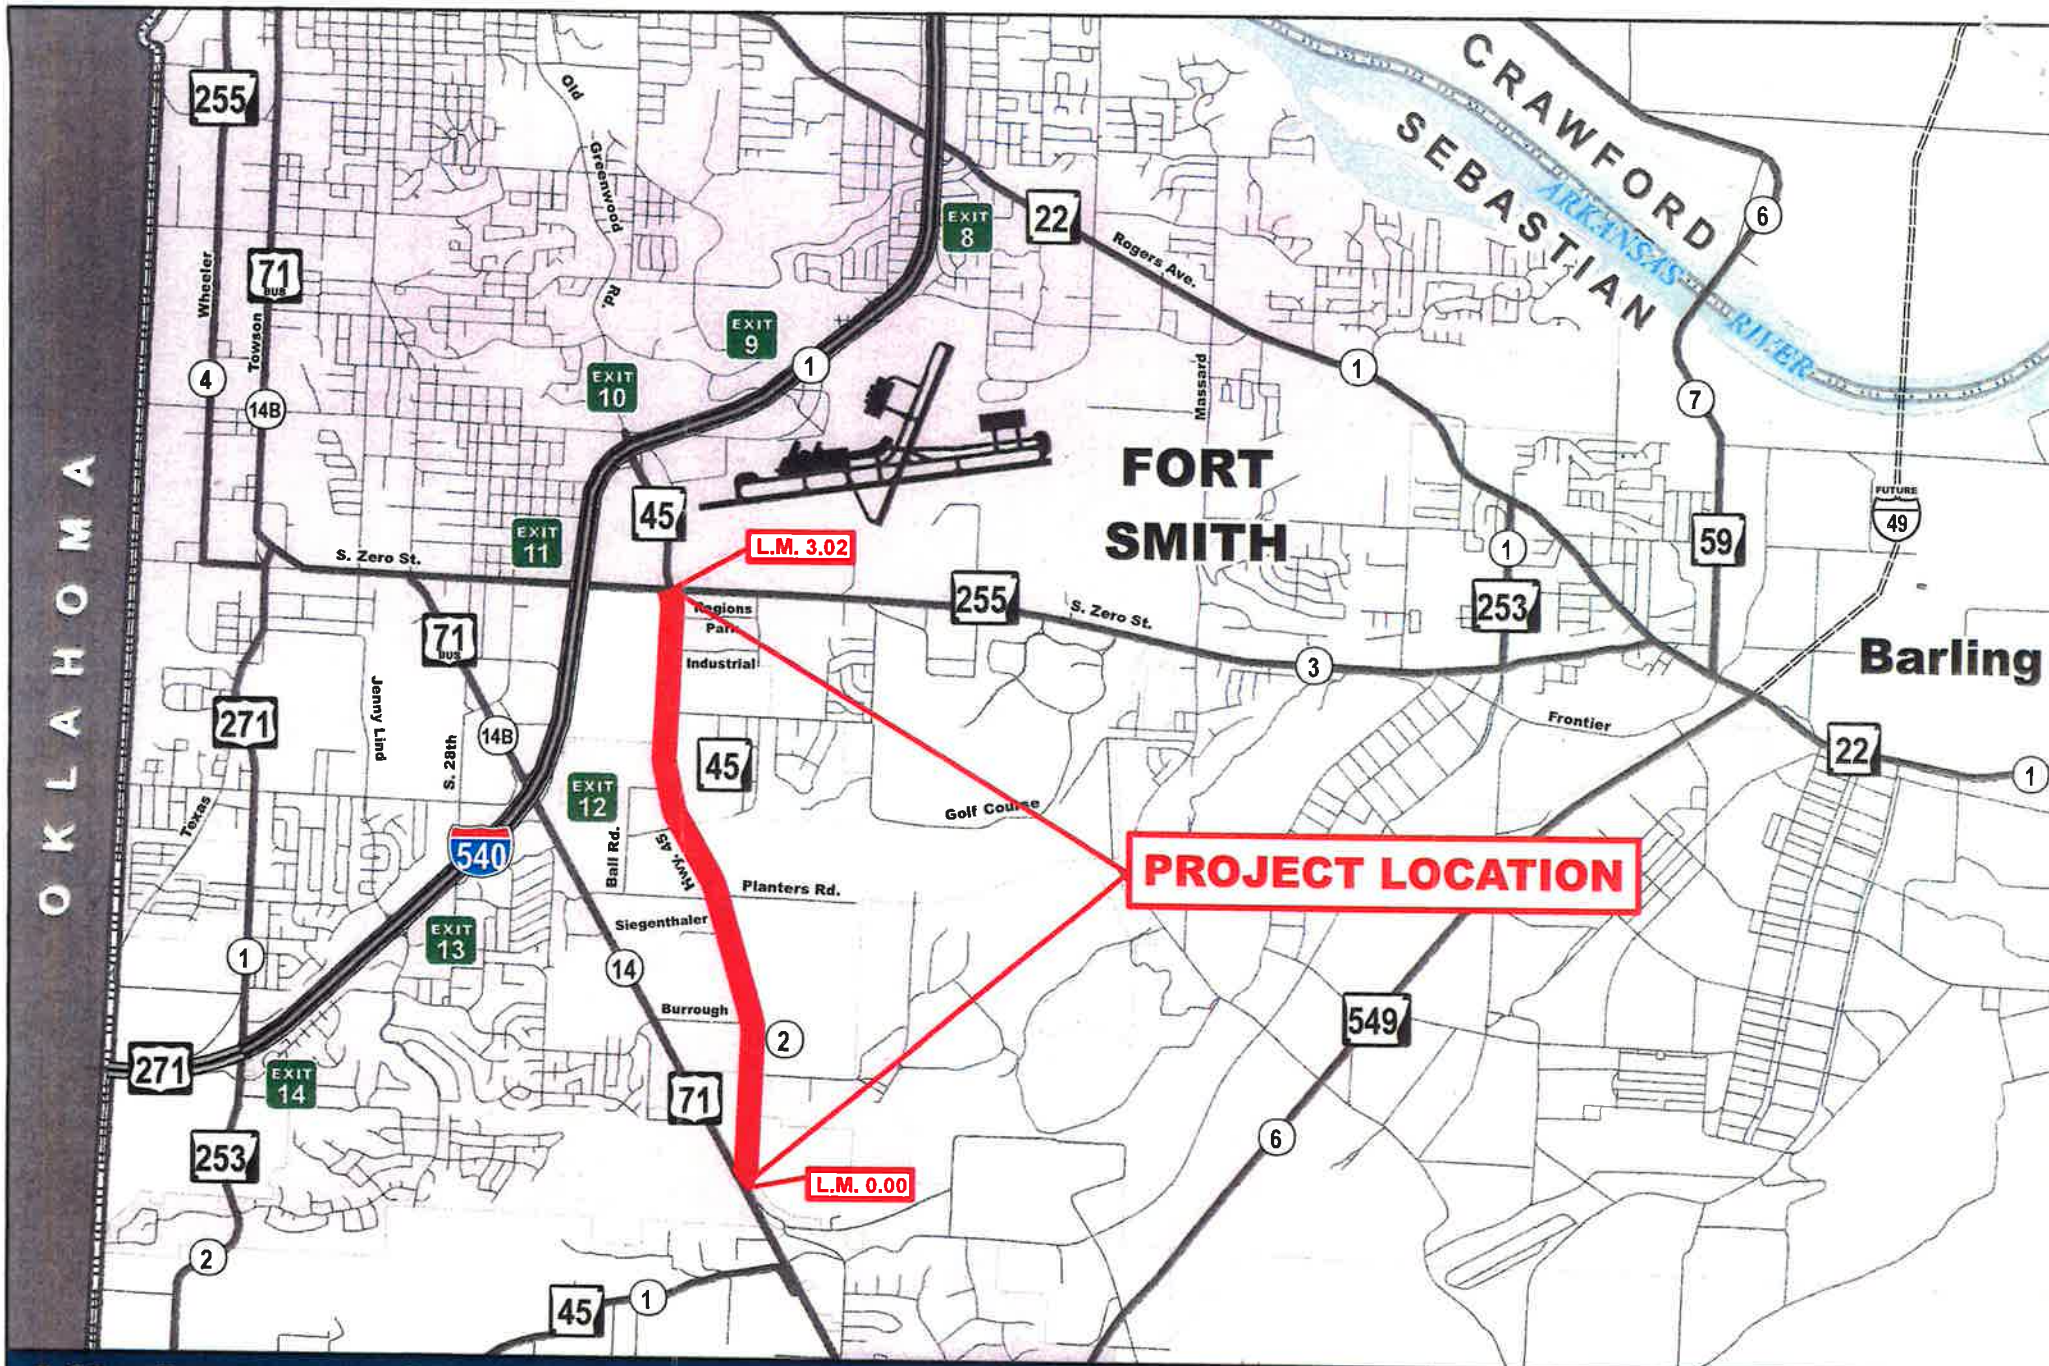 CRAWFORD
SEBASTIAN
ARKANSAS RIVER
255
Old Greenwood Rd.
EXIT
8
22
Rogers Ave.
6
Wheeler
71
BUS
Towson
EXIT
9
EXIT
10
1
4
14B
Massard
1
7
OKLAHOMA
FORT
SMITH
45
EXIT
11
S. Zero St.
L.M. 3.02
255
S. Zero St.
1
253
59
FUTURE
49
Regions
Park
Industrial
71
BUS
3
Barling
271
Jenny Lind
S. 28th
14B
45
Frontier
22
1
Texas
EXIT
12
Golf Course
540
Ball Rd.
Hwy. 45
Planters Rd.
PROJECT LOCATION
Siegenthaler
EXIT
13
1
14
Burrough
2
549
271
EXIT
14
71
6
253
L.M. 0.00
2
45
1